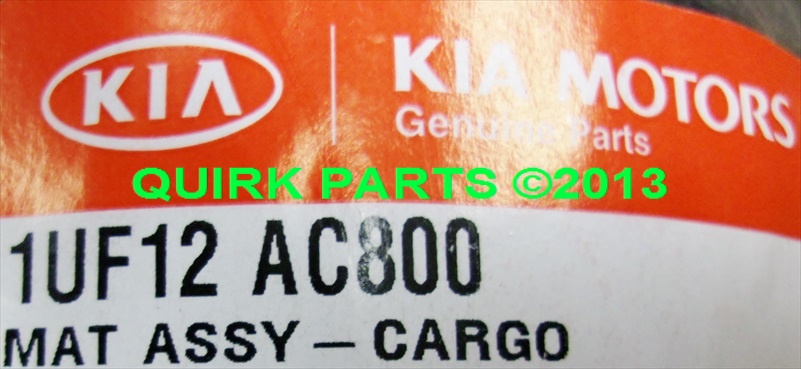 KIA
KIA MOTORS
Genuine Parts
QUIRK PARTS ©2013
1UF12 AC800
MAT ASSY – CARGO